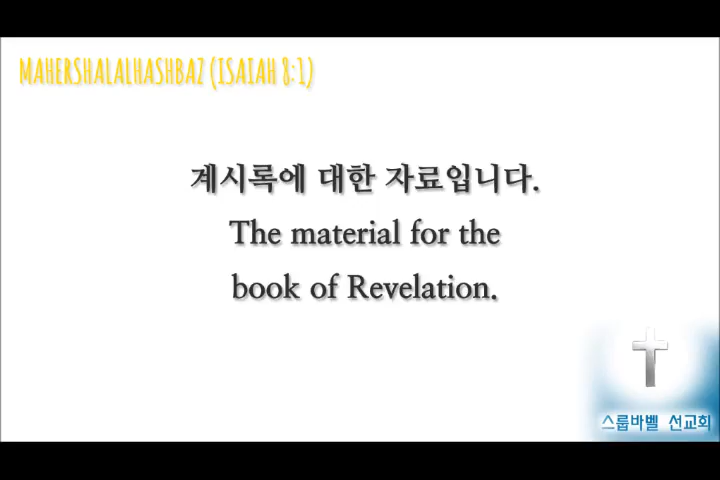 MAHERSHALALHASHBAZ (ISAIAH 8:1)
계시록에 대한 자료입니다.
The material for the
book of Revelation.
스룹바벨 선교회